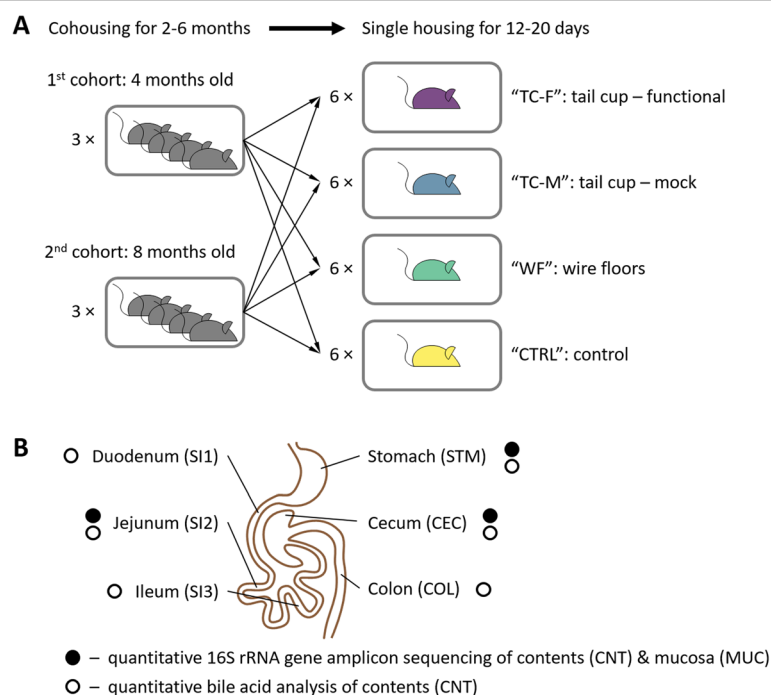 A
Cohousing for 2-6 months
Single housing for 12-20 days
1st cohort: 4 months old
3 ×
2nd cohort: 8 months old
3 ×
6 ×
“TC-F”: tail cup – functional
6 ×
“TC-M”: tail cup – mock
6 ×
“WF”: wire floors
6 ×
“CTRL”: control
B
Duodenum (SI1)
Stomach (STM)
Jejunum (SI2)
Cecum (CEC)
Ileum (SI3)
Colon (COL)
– quantitative 16S rRNA gene amplicon sequencing of contents (CNT) & mucosa (MUC)
– quantitative bile acid analysis of contents (CNT)